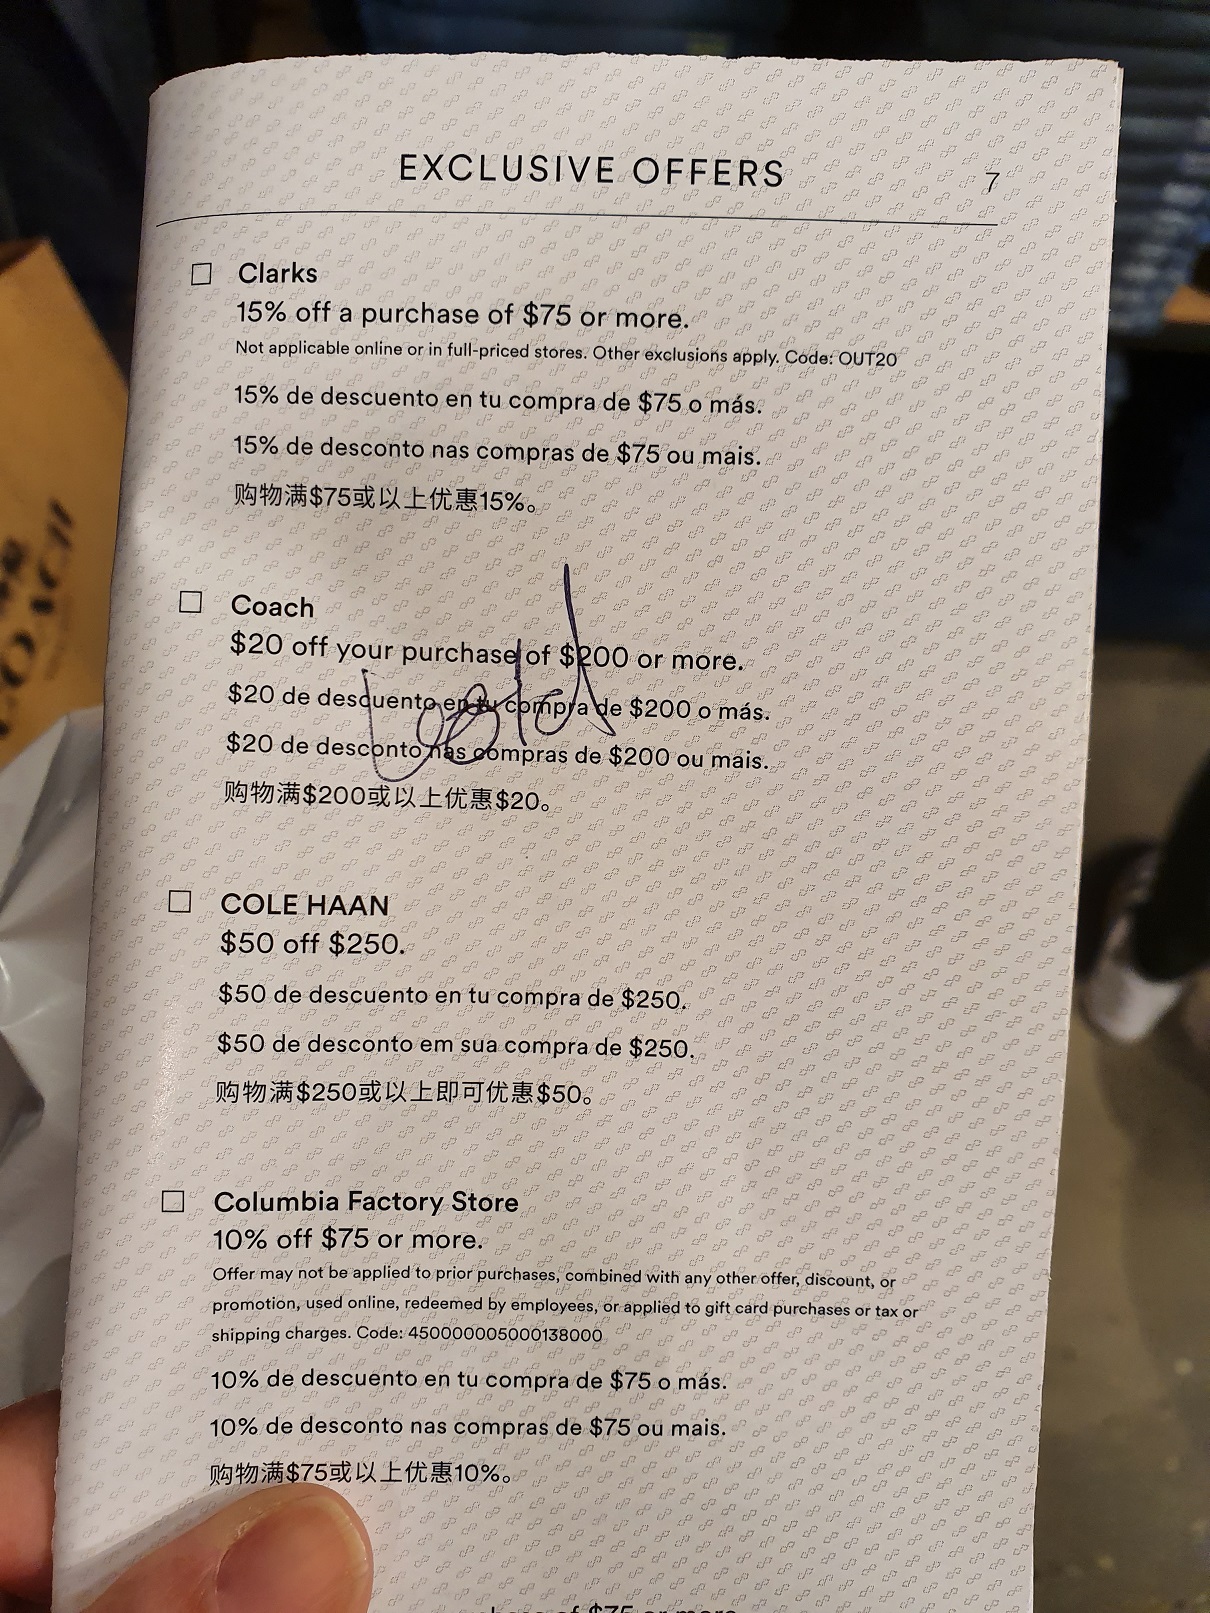 EXCLUSIVE OFFERS 7
☐ Clarks
15% off a purchase of $75 or more.
Not applicable online or in full-priced stores. Other exclusions apply. Code: OUT20
15% de descuento en tu compra de $75 o más.
15% de desconto nas compras de $75 ou mais.
购物满$75或以上优惠15%。
☐ Coach
$20 off your purchase of $200 or more.
$20 de descuento en tu compra de $200 o más.
$20 de desconto nas compras de $200 ou mais.
购物满$200或以上优惠$20。
☐ COLE HAAN
$50 off $250.
$50 de descuento en tu compra de $250.
$50 de desconto em sua compra de $250.
购物满$250或以上即可优惠$50。
☐ Columbia Factory Store
10% off $75 or more.
Offer may not be applied to prior purchases, combined with any other offer, discount, or
promotion, used online, redeemed by employees, or applied to gift card purchases or tax or
shipping charges. Code: 450000005000138000
10% de descuento en tu compra de $75 o más.
10% de desconto nas compras de $75 ou mais.
购物满$75或以上优惠10%。
of $75 or more
COACH